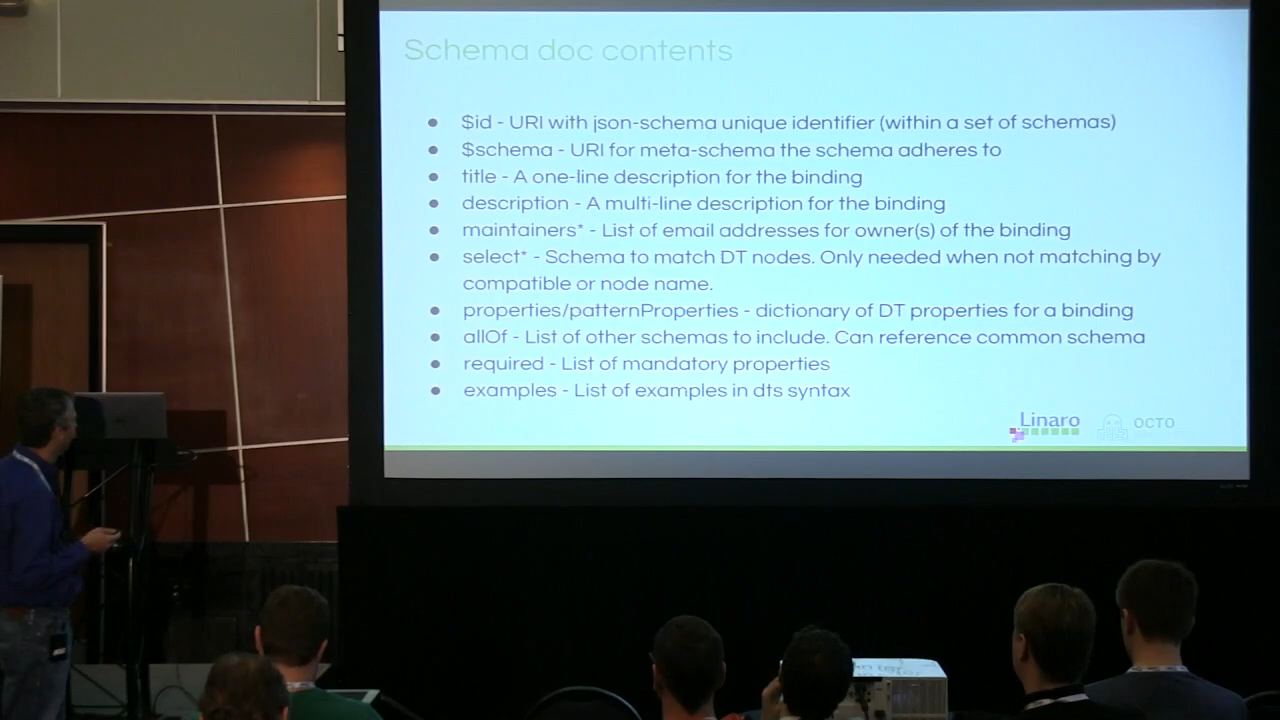 Schema doc contents
● $id - URI with json-schema unique identifier (within a set of schemas)
● $schema - URI for meta-schema the schema adheres to
● title - A one-line description for the binding
● description - A multi-line description for the binding
● maintainers* - List of email addresses for owner(s) of the binding
● select* - Schema to match DT nodes. Only needed when not matching by
compatible or node name.
● properties/patternProperties - dictionary of DT properties for a binding
● allOf - List of other schemas to include. Can reference common schema
● required - List of mandatory properties
● examples - List of examples in dts syntax
Linaro
OCTO